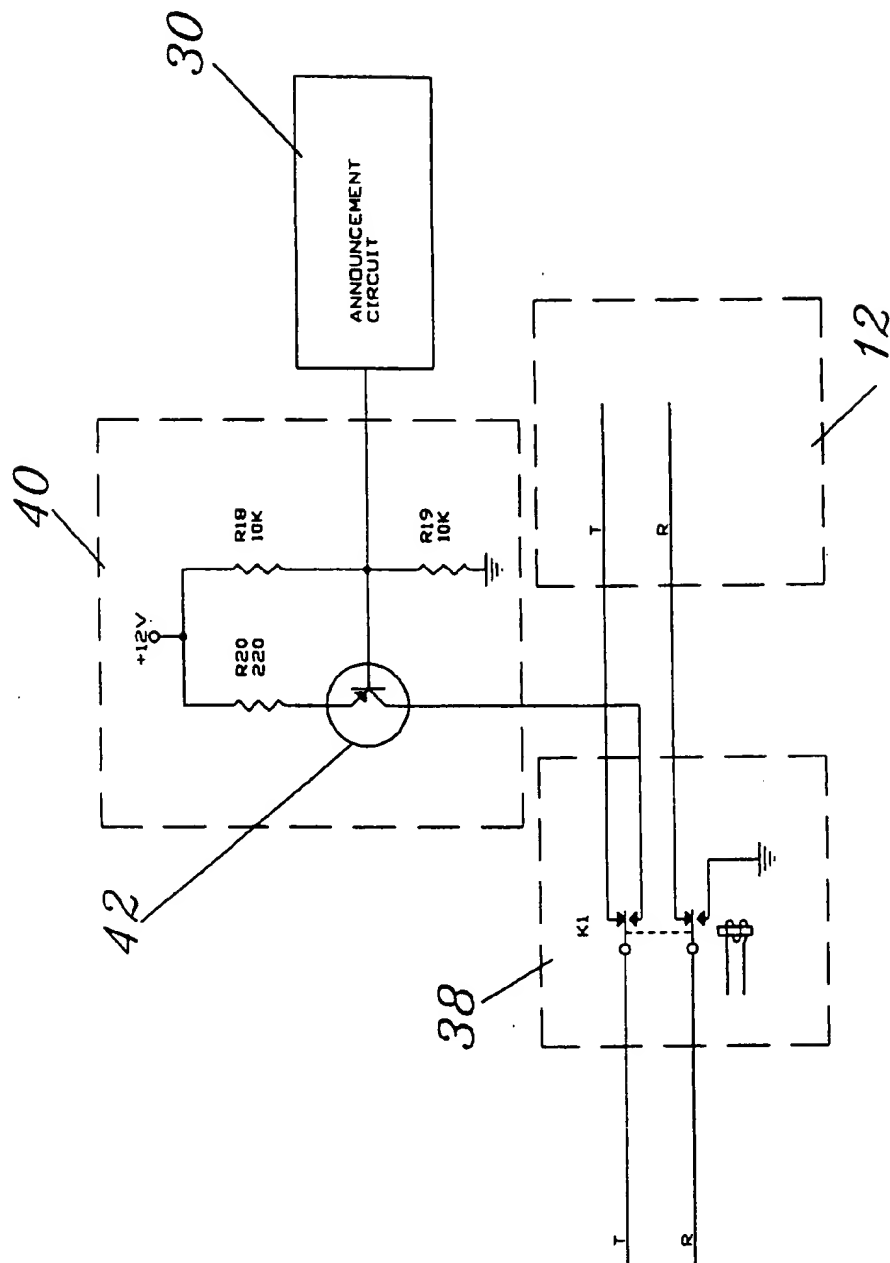 40
30
+12V
R20
220
R18
10K
R19
10K
ANNOUNCEMENT
CIRCUIT
42
38
K1
T
R
T
R
12